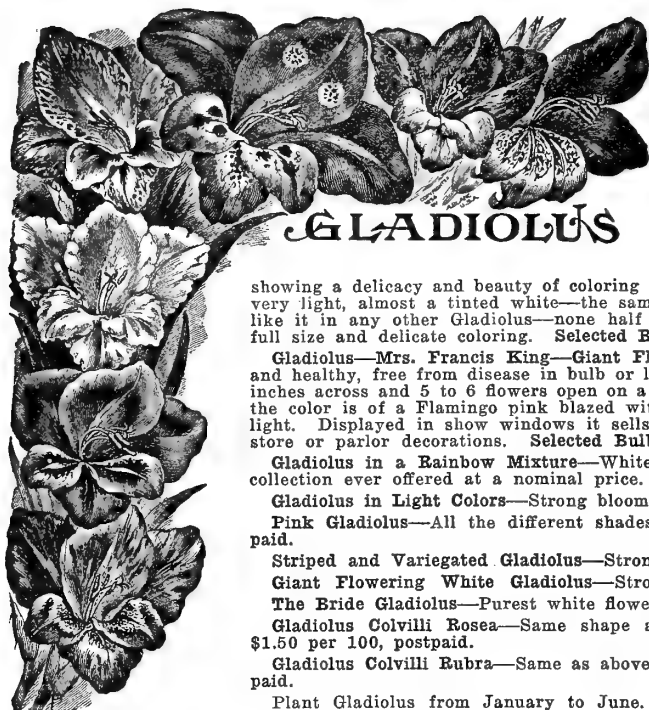 GLADIOLUS
showing a delicacy and beauty of coloring
very light, almost a tinted white—the sam
like it in any other Gladiolus—none half
full size and delicate coloring. Selected B
Gladiolus—Mrs. Francis King—Giant Fl
and healthy, free from disease in bulb or l
inches across and 5 to 6 flowers open on a
the color is of a Flamingo pink blazed wi
light. Displayed in show windows it sells
store or parlor decorations. Selected Bull
Gladiolus in a Rainbow Mixture—White
collection ever offered at a nominal price.
Gladiolus in Light Colors—Strong bloom
Pink Gladiolus—All the different shades
paid.
Striped and Variegated Gladiolus—Stron
Giant Flowering White Gladiolus—Stro
The Bride Gladiolus—Purest white flowe
Gladiolus Colvilli Rosea—Same shape a
$1.50 per 100, postpaid.
Gladiolus Colvilli Rubra—Same as above
paid.
Plant Gladiolus from January to June.